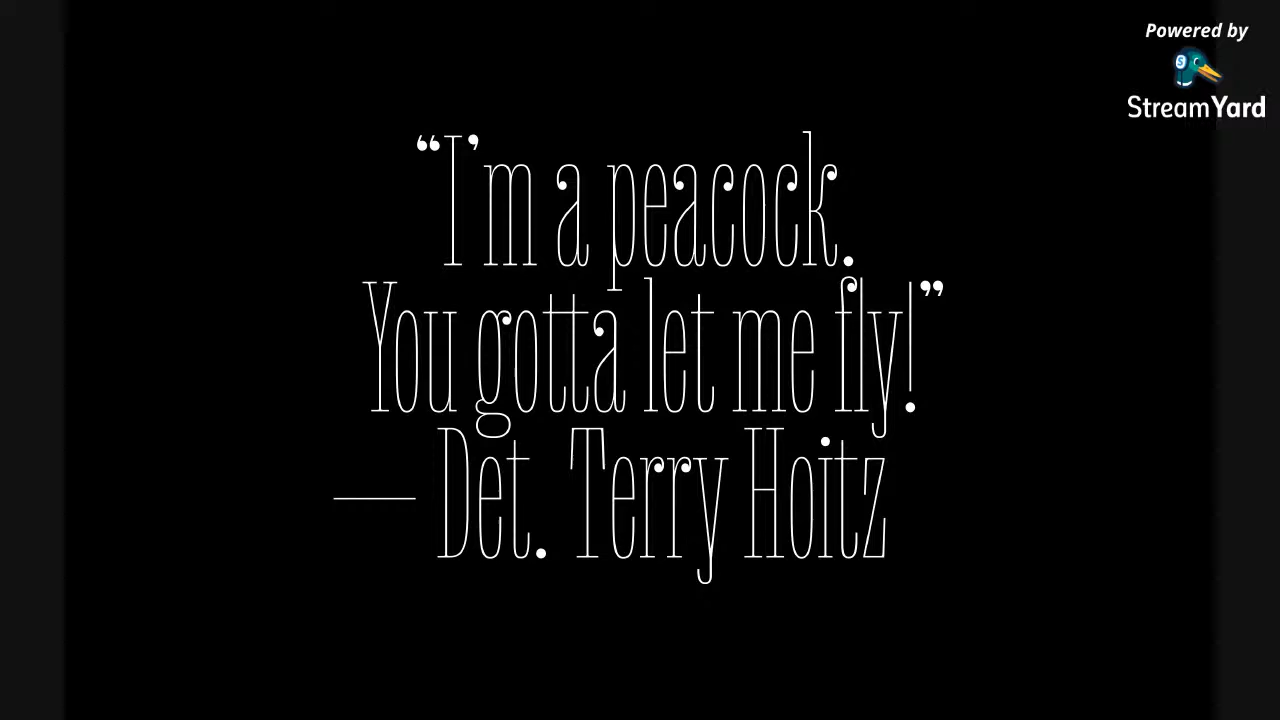 Powered by
StreamYard
“I’m a peacock.
You gotta let me fly!”
— Det. Terry Hoitz